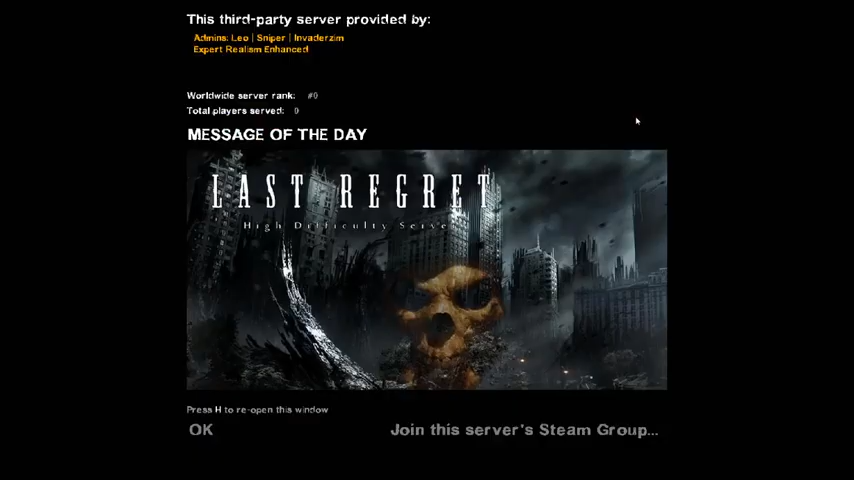 This third-party server provided by:
Admins: Leo | Sniper | Invaderzim
Expert Realism Enhanced
Worldwide server rank: #0
Total players served: 0
MESSAGE OF THE DAY
LAST REGRET
High Difficulty Serve
Press H to re-open this window
OK
Join this server's Steam Group...